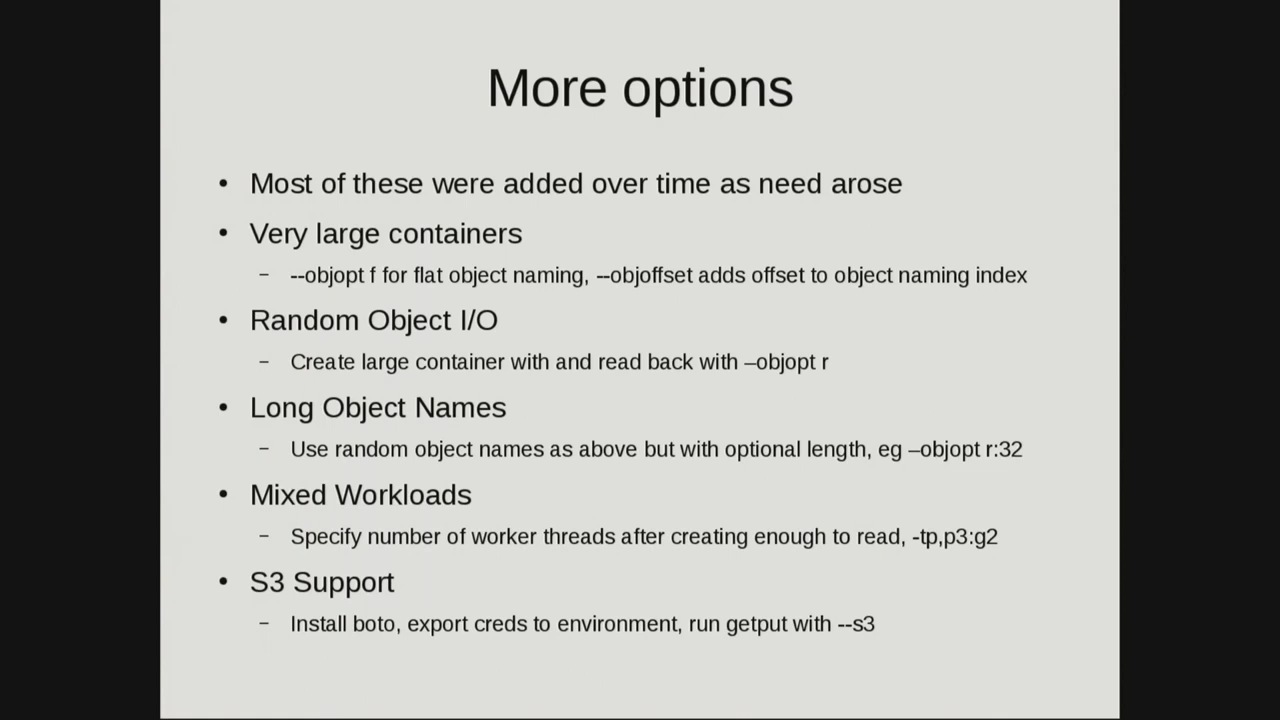 More options
• Most of these were added over time as need arose
• Very large containers
– --objopt f for flat object naming, --objoffset adds offset to object naming index
• Random Object I/O
– Create large container with and read back with –objopt r
• Long Object Names
– Use random object names as above but with optional length, eg –objopt r:32
• Mixed Workloads
– Specify number of worker threads after creating enough to read, -tp,p3:g2
• S3 Support
– Install boto, export creds to environment, run getput with --s3